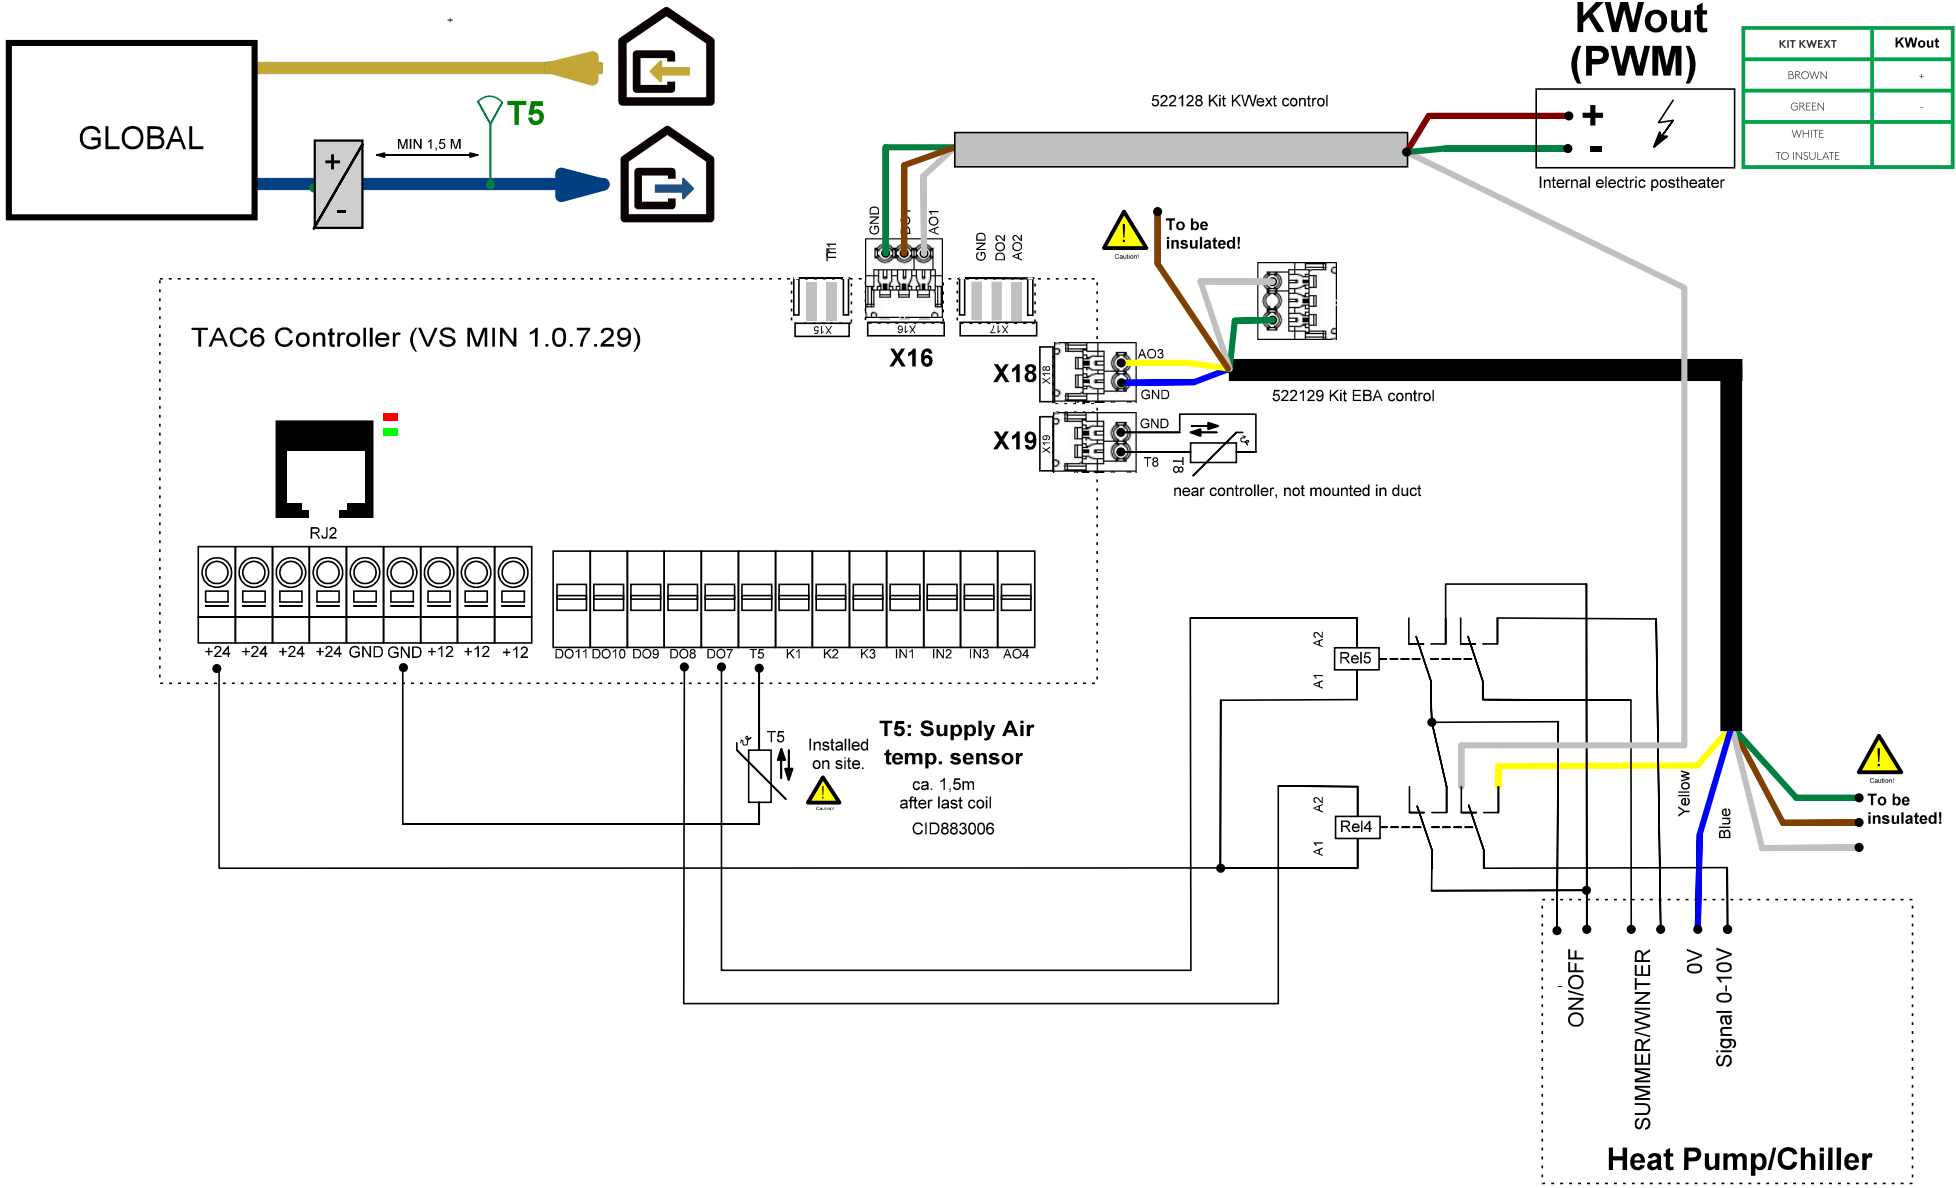 KWout
(PWM)
KIT KWEXT
KWout
BROWN
+
GREEN
-
WHITE
TO INSULATE
GLOBAL
+
-
MIN 1,5 M
T5
522128 Kit KWext control
+
-
Internal electric postheater
GND
DO1
AO1
GND
DO2
AO2
X15
X16
X17
X16
Caution!
To be
insulated!
TAC6 Controller (VS MIN 1.0.7.29)
X18
X18
AO3
GND
522129 Kit EBA control
X19
X19
GND
T8
T8
near controller, not mounted in duct
RJ2
+24
+24
+24
+24
GND
GND
+12
+12
+12
DO11
DO10
DO9
DO8
DO7
T5
K1
K2
K3
IN1
IN2
IN3
AO4
A2
Rel5
A1
T5
Installed
on site.
Caution!
T5: Supply Air
temp. sensor
ca. 1,5m
after last coil
CID883006
A2
Rel4
A1
Yellow
Blue
Caution!
To be
insulated!
ON/OFF
SUMMER/WINTER
0V
Signal 0-10V
Heat Pump/Chiller